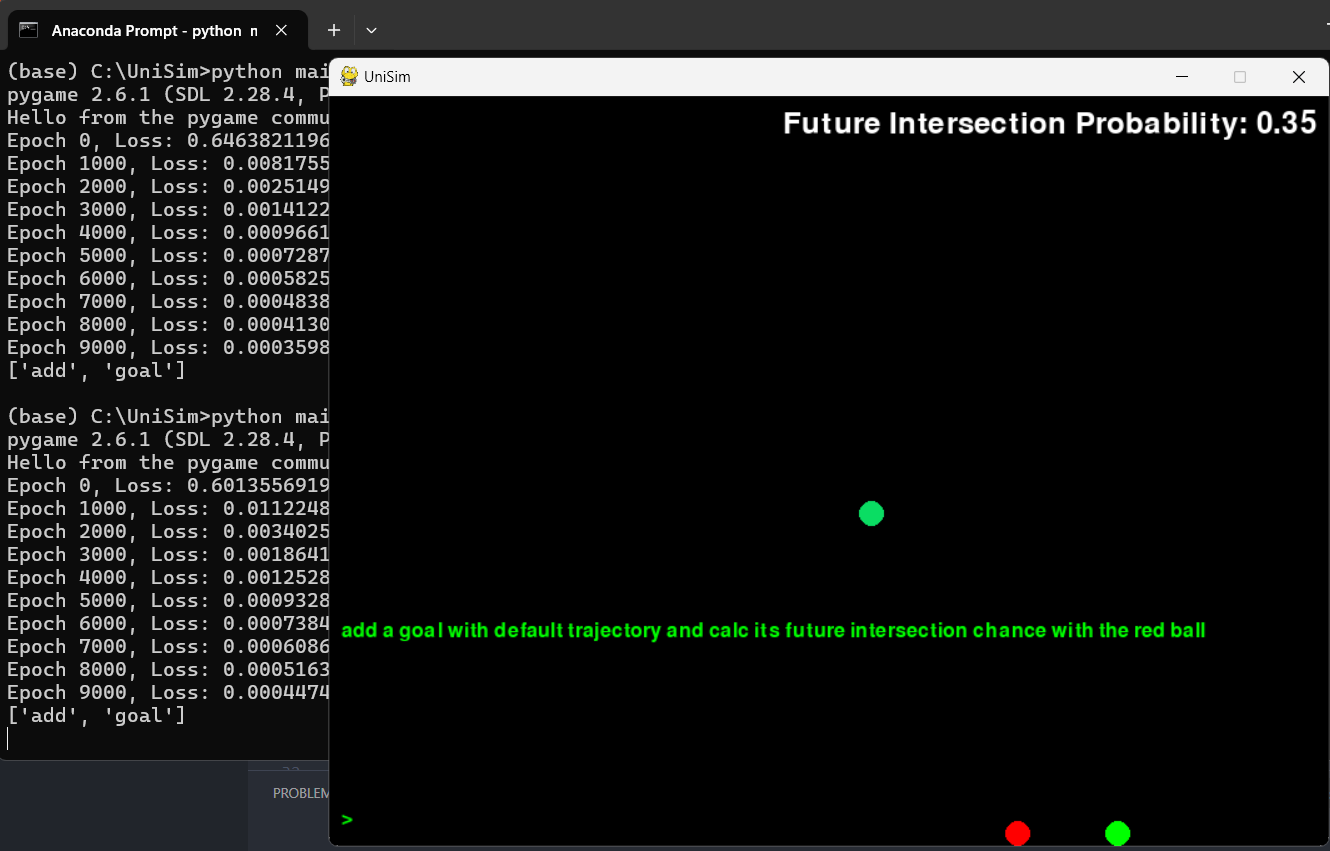 Anaconda Prompt - python n
(base) C:\UniSim>python mai
pygame 2.6.1 (SDL 2.28.4, P
Hello from the pygame commu
Epoch 0, Loss: 0.6463821196
Epoch 1000, Loss: 0.0081755
Epoch 2000, Loss: 0.0025149
Epoch 3000, Loss: 0.0014122
Epoch 4000, Loss: 0.0009661
Epoch 5000, Loss: 0.0007287
Epoch 6000, Loss: 0.0005825
Epoch 7000, Loss: 0.0004838
Epoch 8000, Loss: 0.0004130
Epoch 9000, Loss: 0.0003598
['add', 'goal']
(base) C:\UniSim>python mai
pygame 2.6.1 (SDL 2.28.4, P
Hello from the pygame commu
Epoch 0, Loss: 0.6013556919
Epoch 1000, Loss: 0.0112248
Epoch 2000, Loss: 0.0034025
Epoch 3000, Loss: 0.0018641
Epoch 4000, Loss: 0.0012528
Epoch 5000, Loss: 0.0009328
Epoch 6000, Loss: 0.0007384
Epoch 7000, Loss: 0.0006086
Epoch 8000, Loss: 0.0005163
Epoch 9000, Loss: 0.0004474
['add', 'goal']
PROBLEM
UniSim
Future Intersection Probability: 0.35
add a goal with default trajectory and calc its future intersection chance with the red ball
>